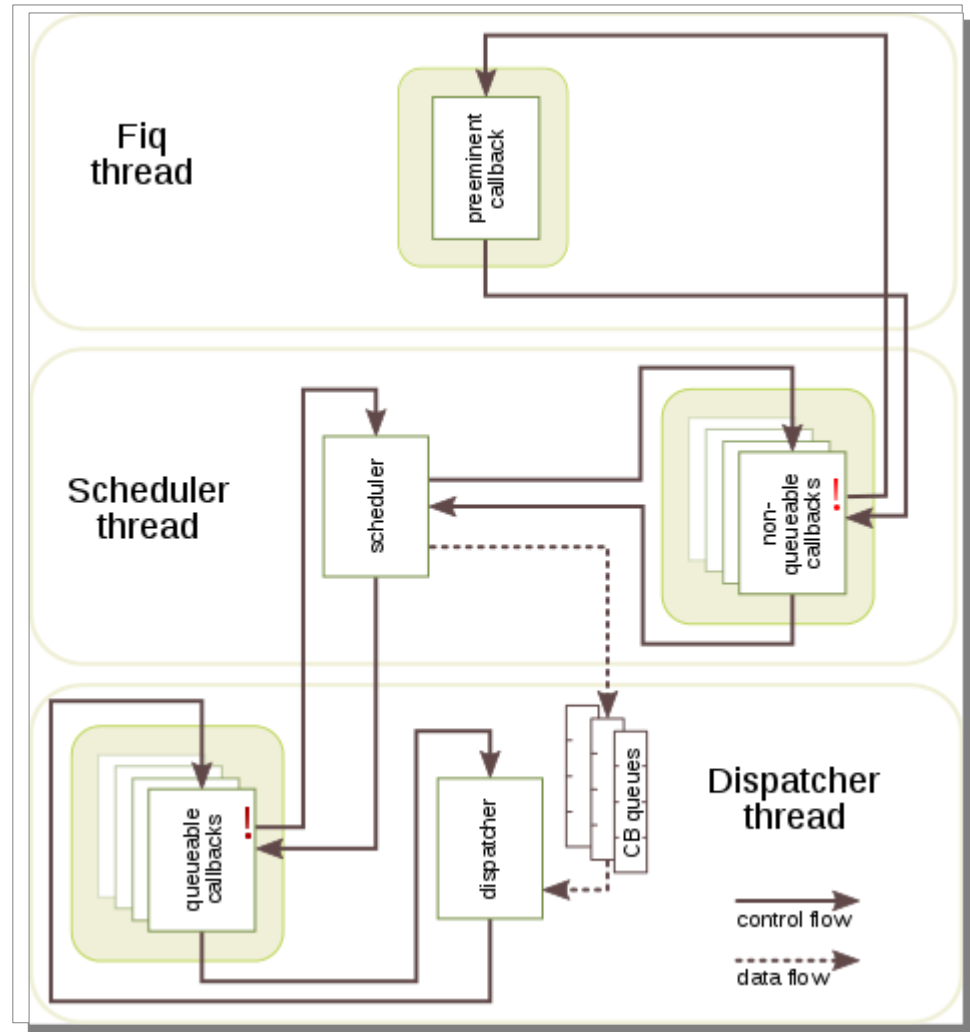 Fiq
thread
preeminent
callback
Scheduler
thread
scheduler
non-
queueable
callbacks
!
queueable
callbacks
!
dispatcher
CB queues
Dispatcher
thread
control flow
data flow